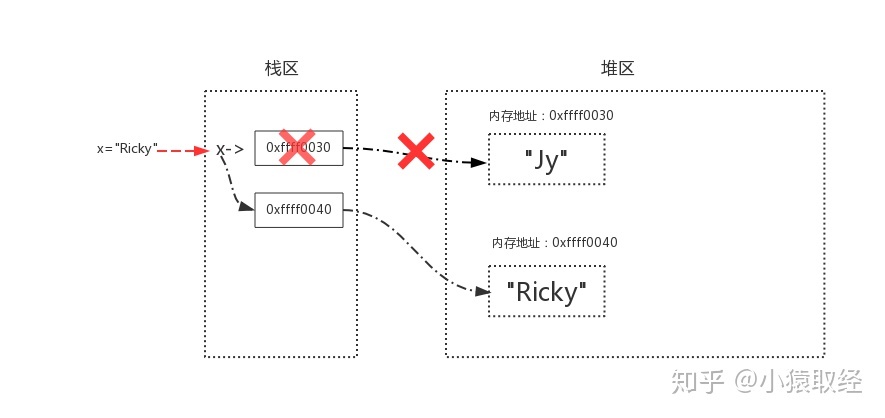 栈区
堆区
内存地址：0xffff0030
x="Ricky"
x->
0xffff0030
"Jy"
0xffff0040
内存地址：0xffff0040
"Ricky"
知乎 @小猿取经